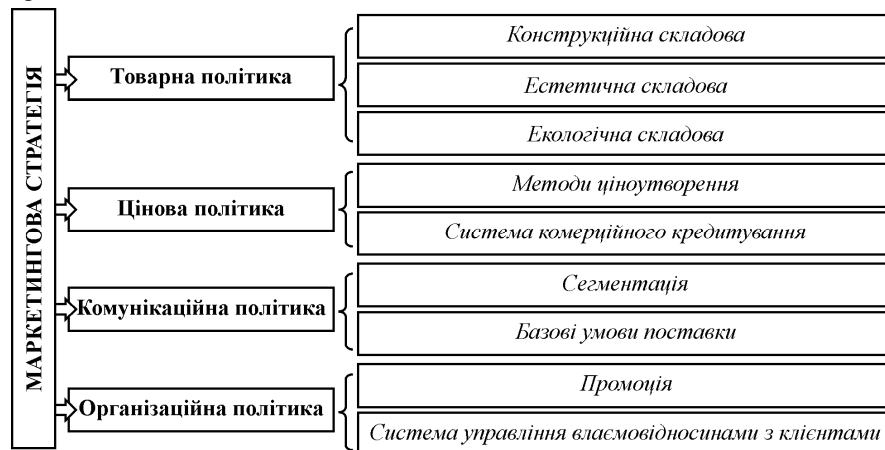 МАРКЕТИНГОВА СТРАТЕГІЯ
Товарна політика
Конструкційна складова
Естетична складова
Екологічна складова
Цінова політика
Методи ціноутворення
Система комерційного кредитування
Комунікаційна політика
Сегментація
Базові умови поставки
Організаційна політика
Промоція
Система управління влаємовідносинами з клієнтами